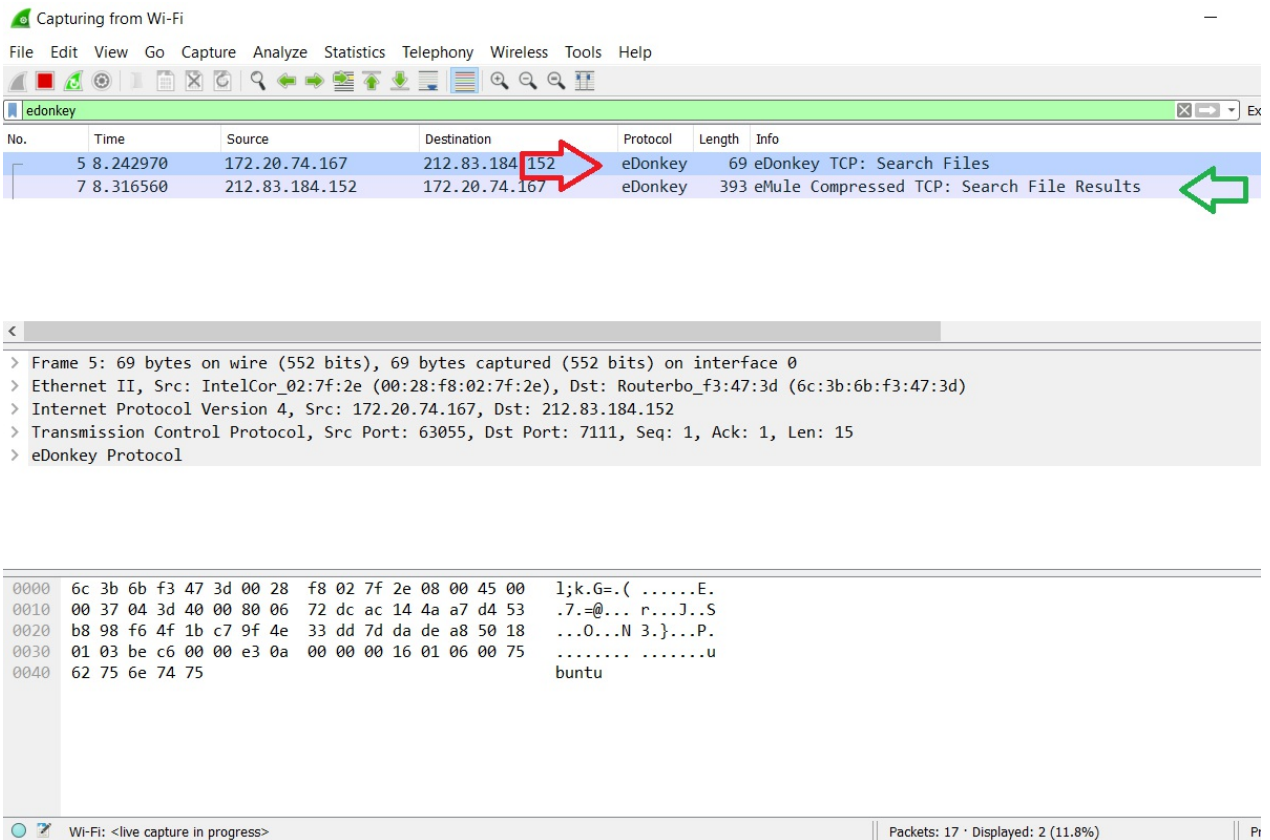 Capturing from Wi-Fi
File Edit View Go Capture Analyze Statistics Telephony Wireless Tools Help
edonkey
No. Time Source Destination Protocol Length Info
5 8.242970 172.20.74.167 212.83.184.152 eDonkey 69 eDonkey TCP: Search Files
7 8.316560 212.83.184.152 172.20.74.167 eDonkey 393 eMule Compressed TCP: Search File Results
> Frame 5: 69 bytes on wire (552 bits), 69 bytes captured (552 bits) on interface 0
> Ethernet II, Src: IntelCor_02:7f:2e (00:28:f8:02:7f:2e), Dst: Routerbo_f3:47:3d (6c:3b:6b:f3:47:3d)
> Internet Protocol Version 4, Src: 172.20.74.167, Dst: 212.83.184.152
> Transmission Control Protocol, Src Port: 63055, Dst Port: 7111, Seq: 1, Ack: 1, Len: 15
> eDonkey Protocol
0000 6c 3b 6b f3 47 3d 00 28 f8 02 7f 2e 08 00 45 00 l;k.G=.( ......E.
0010 00 37 04 3d 40 00 80 06 72 dc ac 14 4a a7 d4 53 .7.=@... r...J..S
0020 b8 98 f6 4f 1b c7 9f 4e 33 dd 7d da de a8 50 18 ...O...N 3.}...P.
0030 01 03 be c6 00 00 e3 0a 00 00 00 16 01 06 00 75 ........ .......u
0040 62 75 6e 74 75 buntu
Wi-Fi: <live capture in progress> Packets: 17 · Displayed: 2 (11.8%)